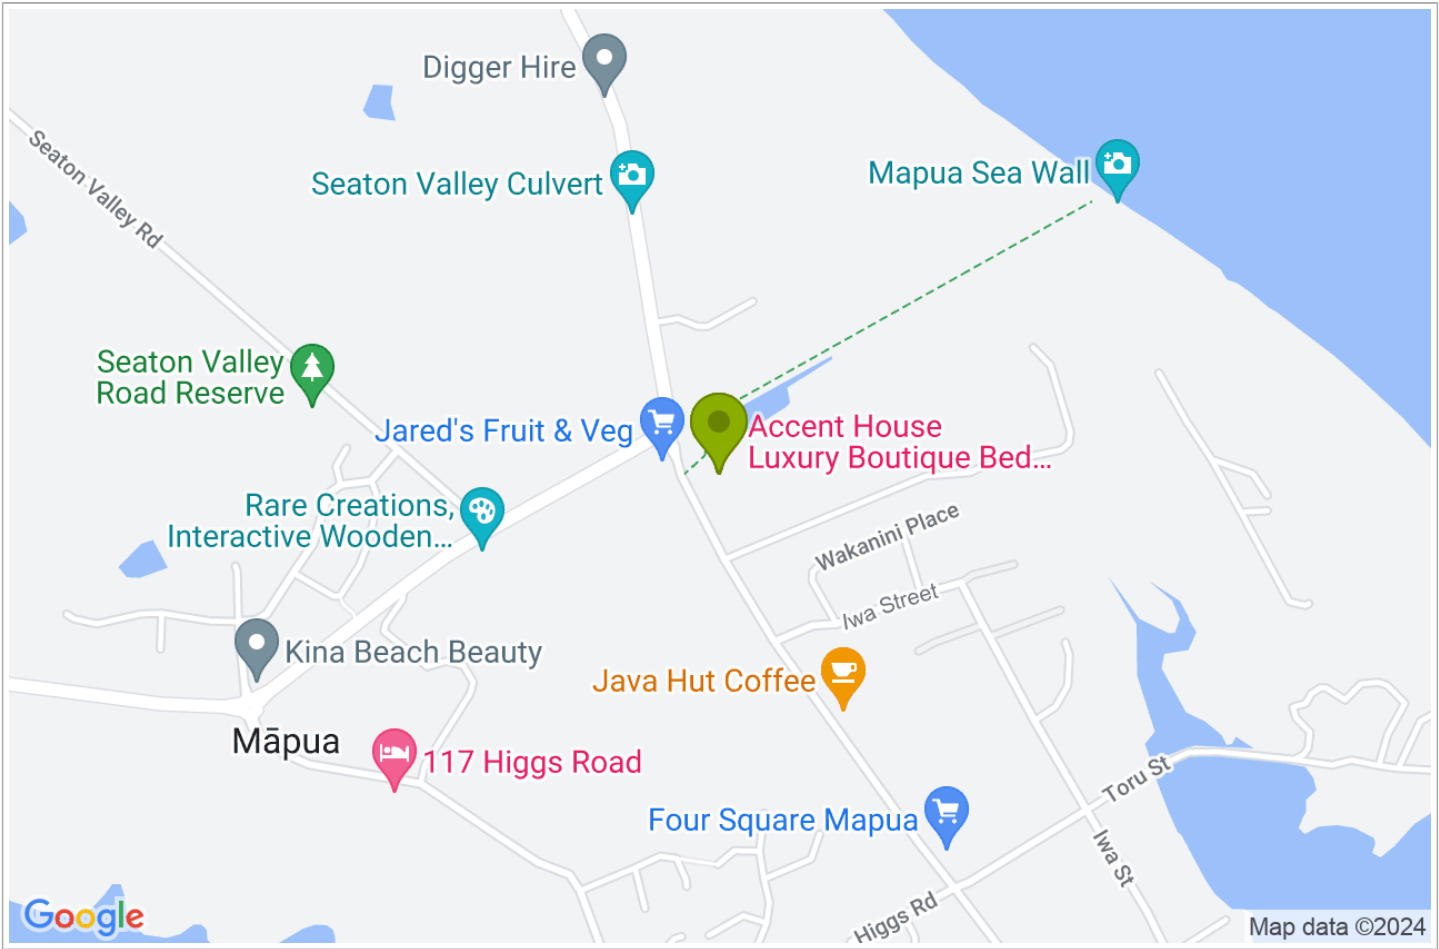 Digger Hire
Seaton Valley Culvert
Mapua Sea Wall
Seaton Valley Rd
Seaton Valley
Road Reserve
Jared's Fruit & Veg
Accent House
Luxury Boutique Bed...
Rare Creations,
Interactive Wooden...
Wakanini Place
Iwa Street
Kina Beach Beauty
Java Hut Coffee
Māpua
117 Higgs Road
Toru St
Four Square Mapua
Iwa St
Higgs Rd
Google
Map data ©2024